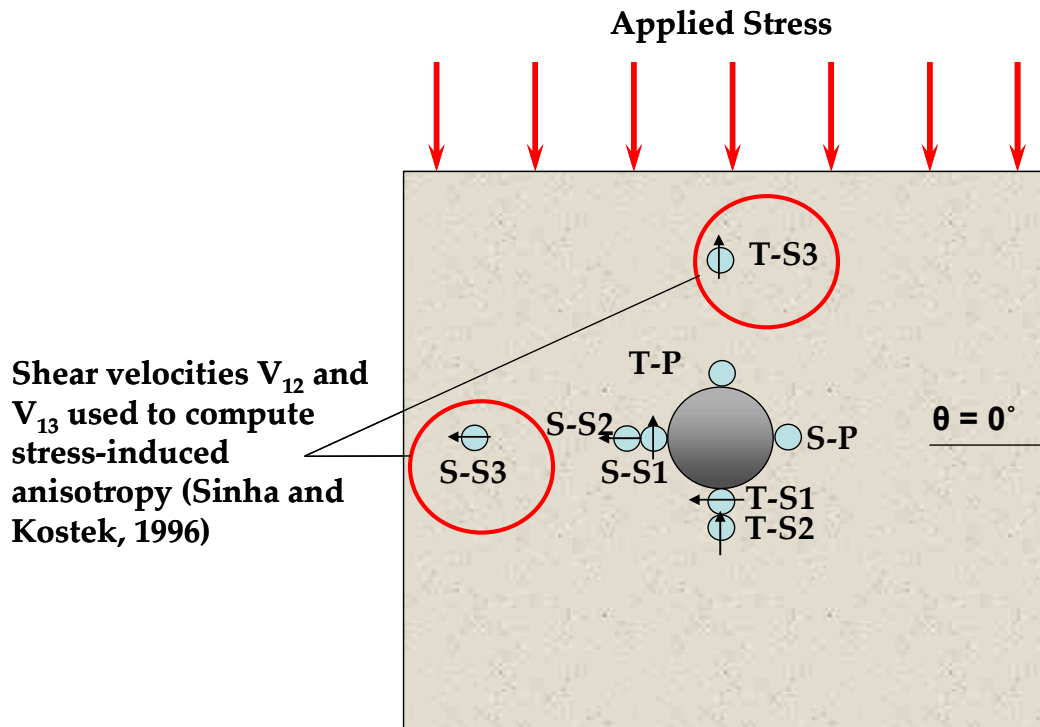 Applied Stress
T-S3
T-P
Shear velocities V₁₂ and
V₁₃ used to compute
stress-induced
anisotropy (Sinha and
Kostek, 1996)
S-S2
S-P
θ = 0°
S-S3
S-S1
T-S1
T-S2